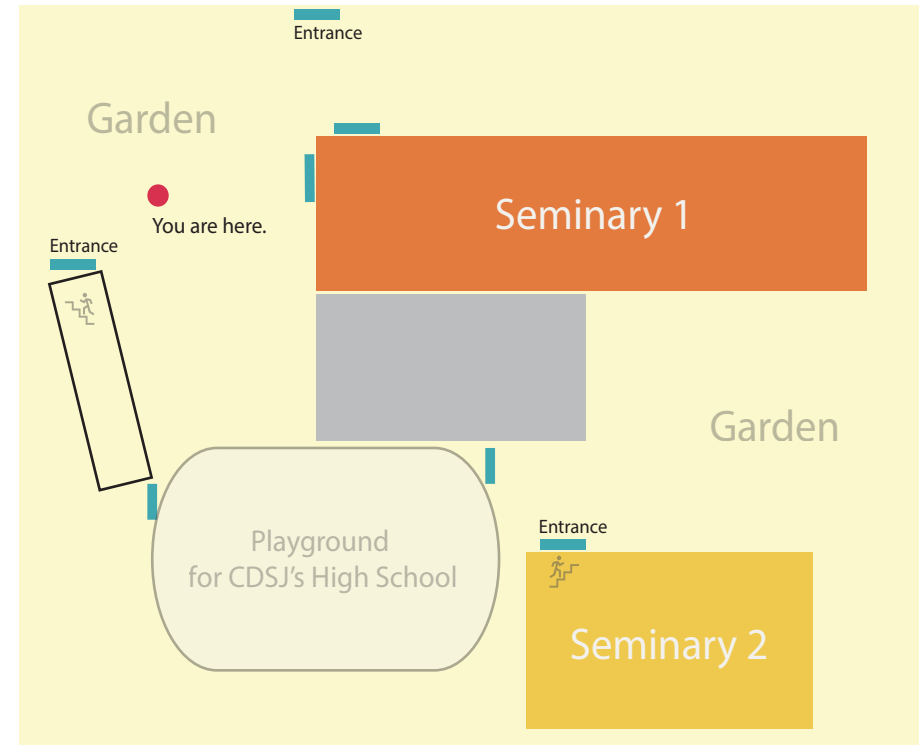 Entrance
Garden
Seminary 1
You are here.
Entrance
Garden
Entrance
Playground
for CDSJ's High School
Seminary 2